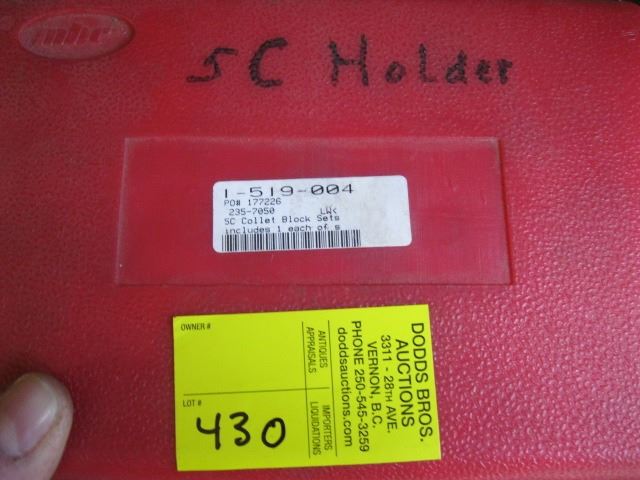 mhc
5C Holder
1-519-004
PO# 177226
235-7050
5C Collet Block Sets
includes 1 each of s
OWNER #
LOT #
430
ANTIQUES
APPRAISALS
IMPORTERS
LIQUIDATIONS
DODDS BROS.
AUCTIONS
3311 - 28TH AVE.
VERNON, B.C.
PHONE 250-545-3259
doddsauctions.com